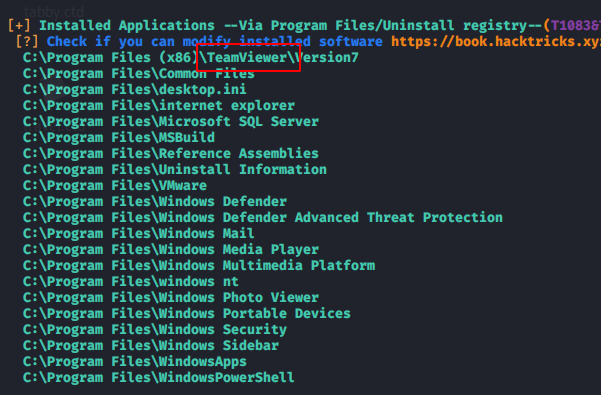 tabby.ctd
[+] Installed Applications --Via Program Files/Uninstall registry--(T1083&T
[?] Check if you can modify installed software https://book.hacktricks.xyz
C:\Program Files (x86)\TeamViewer\Version7
C:\Program Files\Common Files
C:\Program Files\desktop.ini
C:\Program Files\internet explorer
C:\Program Files\Microsoft SQL Server
C:\Program Files\MSBuild
C:\Program Files\Reference Assemblies
C:\Program Files\Uninstall Information
C:\Program Files\VMware
C:\Program Files\Windows Defender
C:\Program Files\Windows Defender Advanced Threat Protection
C:\Program Files\Windows Mail
C:\Program Files\Windows Media Player
C:\Program Files\Windows Multimedia Platform
C:\Program Files\windows nt
C:\Program Files\Windows Photo Viewer
C:\Program Files\Windows Portable Devices
C:\Program Files\Windows Security
C:\Program Files\Windows Sidebar
C:\Program Files\WindowsApps
C:\Program Files\WindowsPowerShell